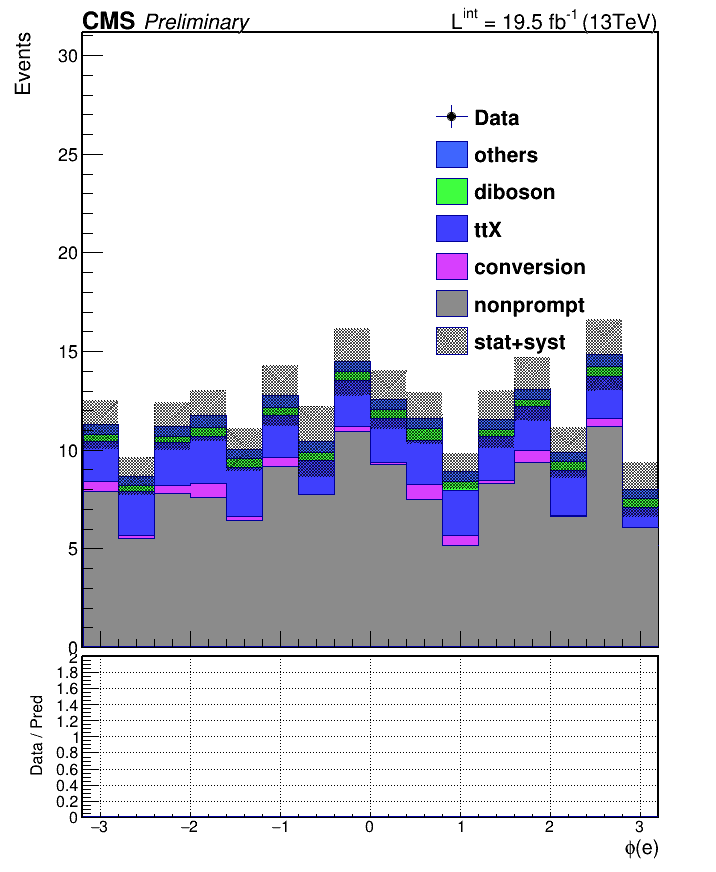 CMS Preliminary L^int = 19.5 fb^-1 (13TeV)
Events
30
25
20
15
10
5
0
Data
others
diboson
ttX
conversion
nonprompt
stat+syst
Data / Pred
2
1.8
1.6
1.4
1.2
1
0.8
0.6
0.4
0.2
0
−3 −2 −1 0 1 2 3
ϕ(e)